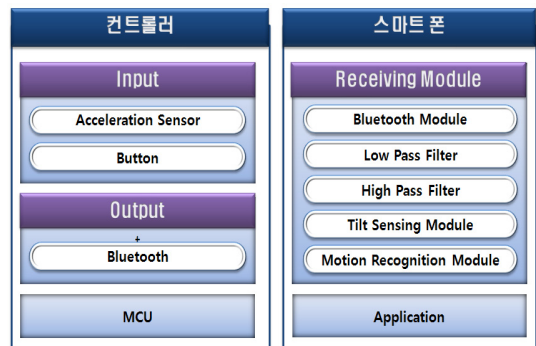 컨트롤러
Input
Acceleration Sensor
Button
Output
+
Bluetooth
MCU
스마트폰
Receiving Module
Bluetooth Module
Low Pass Filter
High Pass Filter
Tilt Sensing Module
Motion Recognition Module
Application